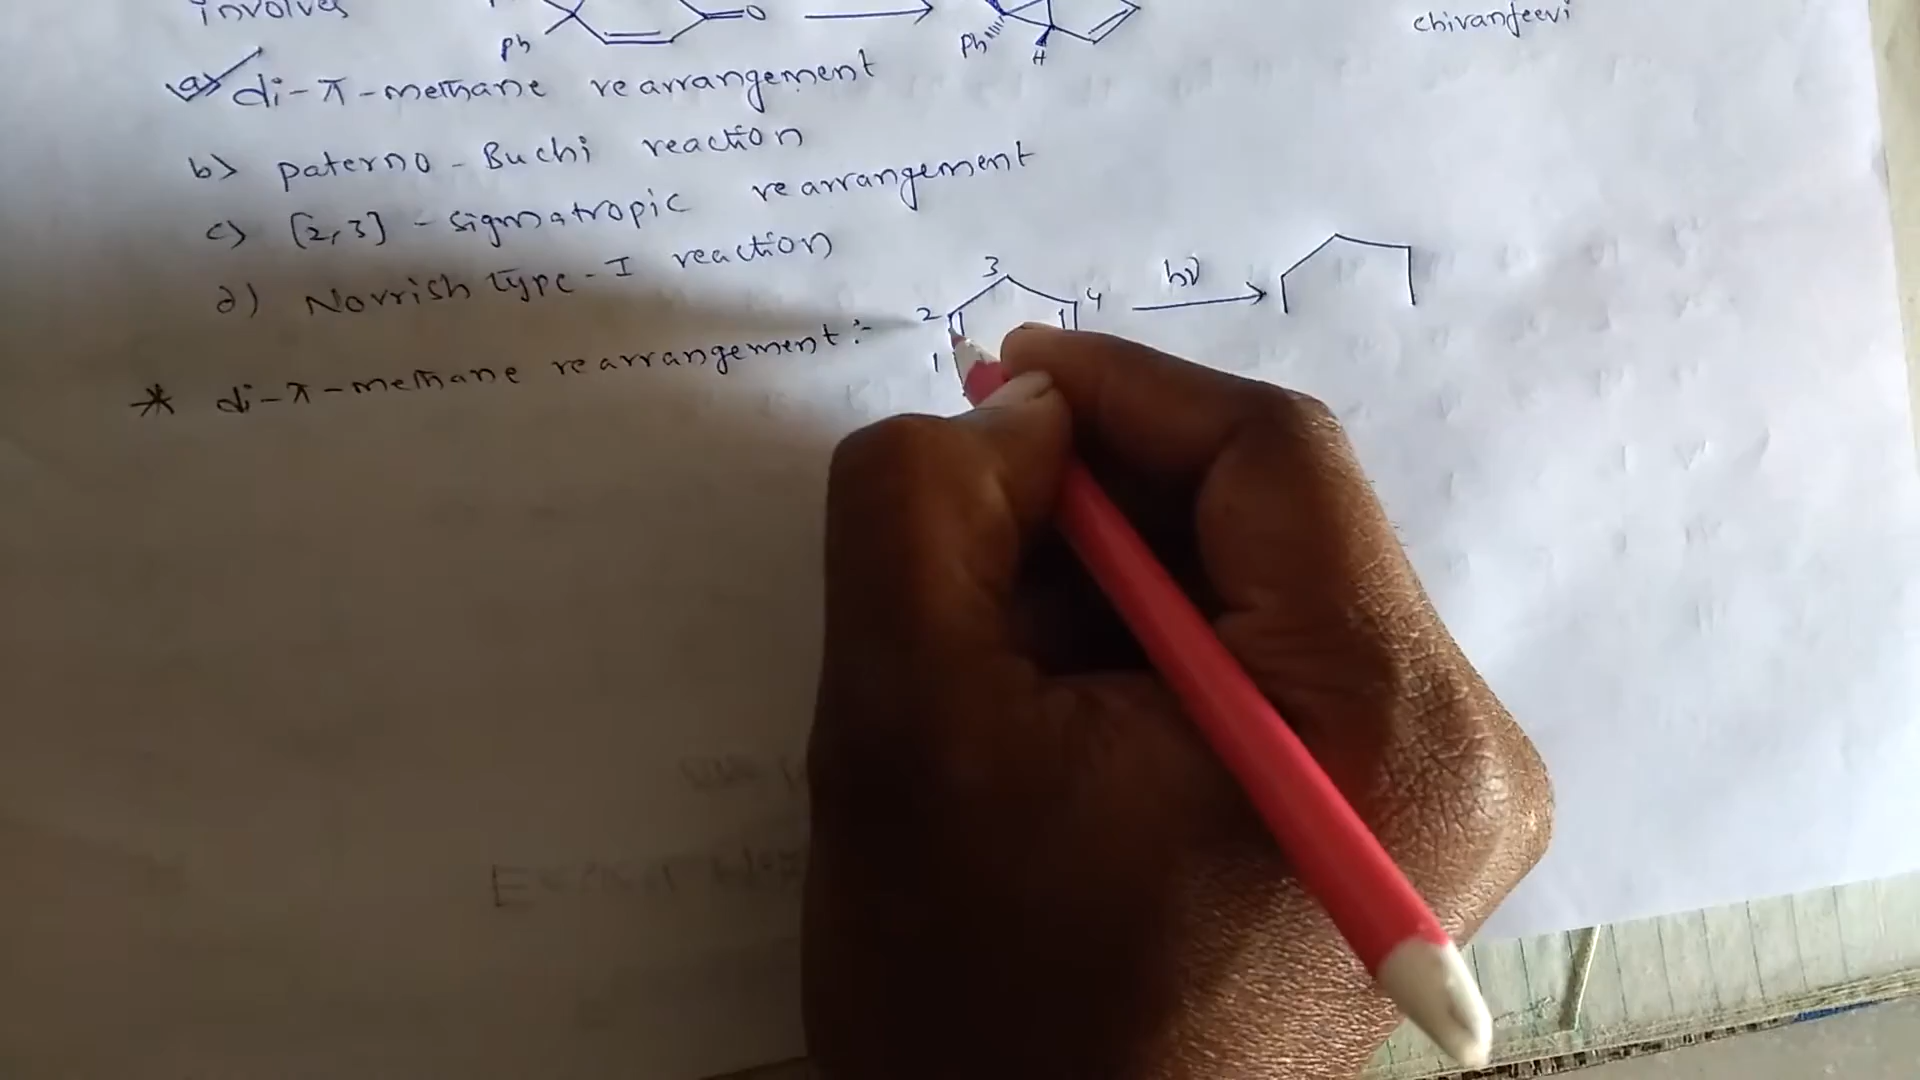 involves
Ph =O Ph H
chiranjeevi
a) di-π-methane rearrangement
b) paterno-Buchi reaction
c) [2,3]-sigmatropic rearrangement
d) Norrish type-I reaction
* di-π-methane rearrangement:- 1 2 3 4 hν